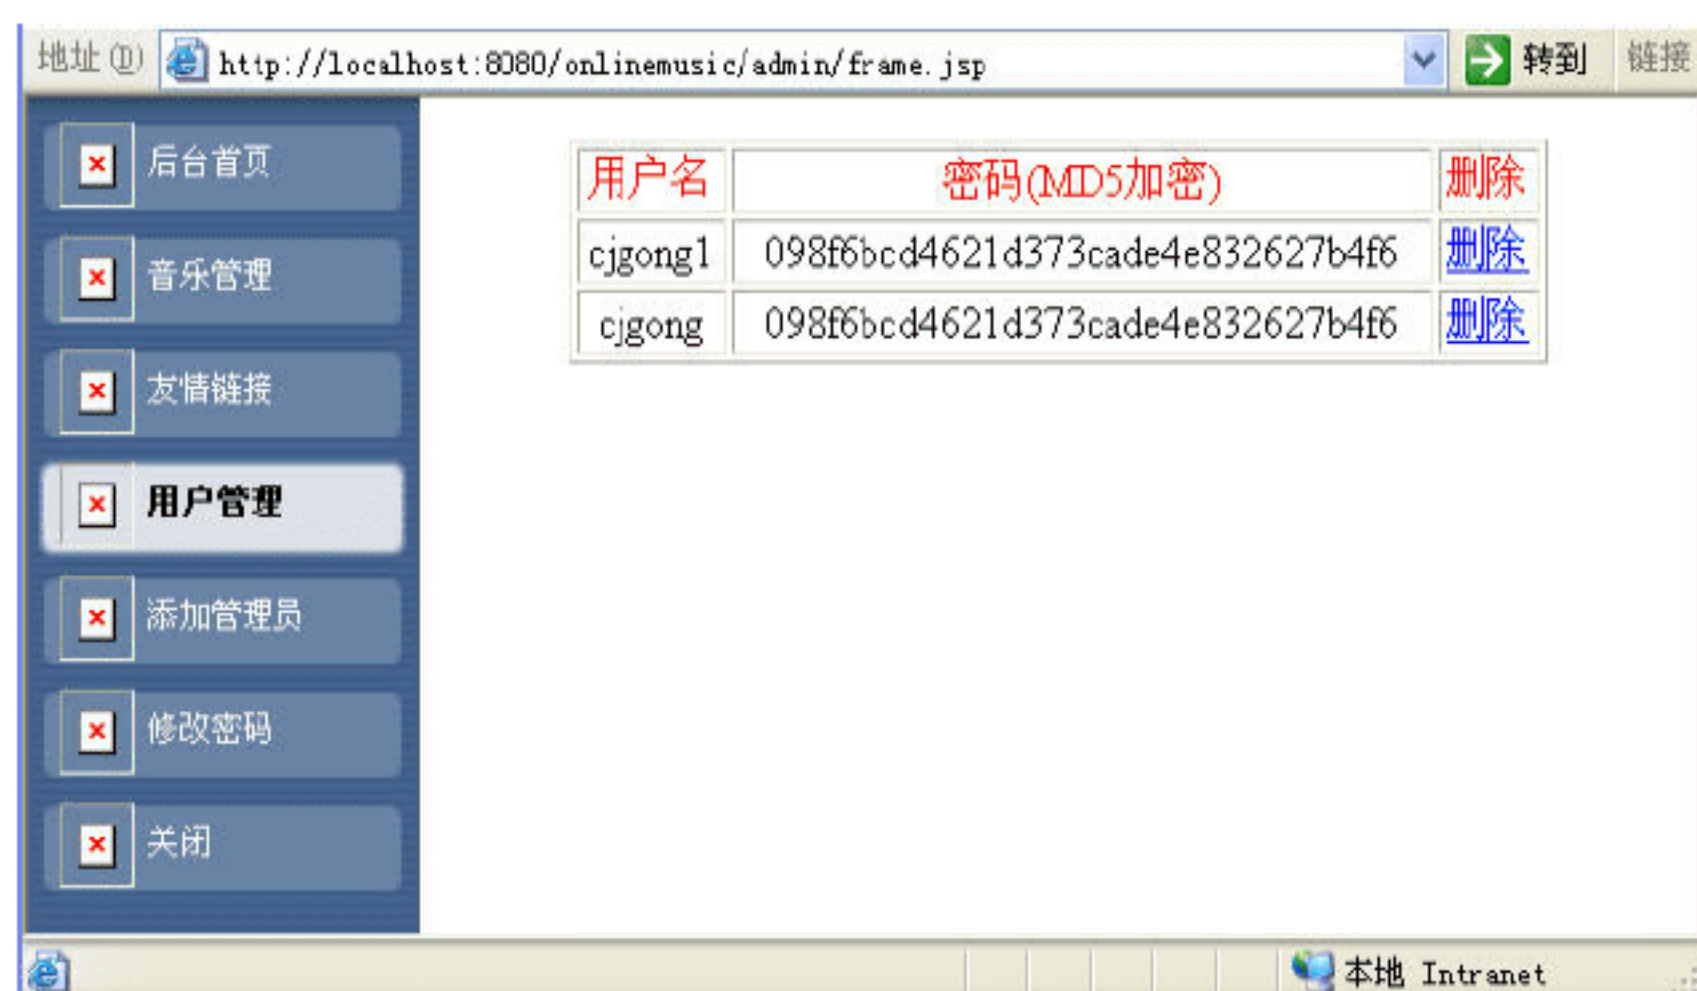 地址(D) http://localhost:8080/onlinemusic/admin/frame.jsp 转到 链接
后台首页
音乐管理
友情链接
用户管理
添加管理员
修改密码
关闭
用户名 密码(MD5加密) 删除
cjgong1 098f6bcd4621d373cade4e832627b4f6 删除
cjgong 098f6bcd4621d373cade4e832627b4f6 删除
本地 Intranet